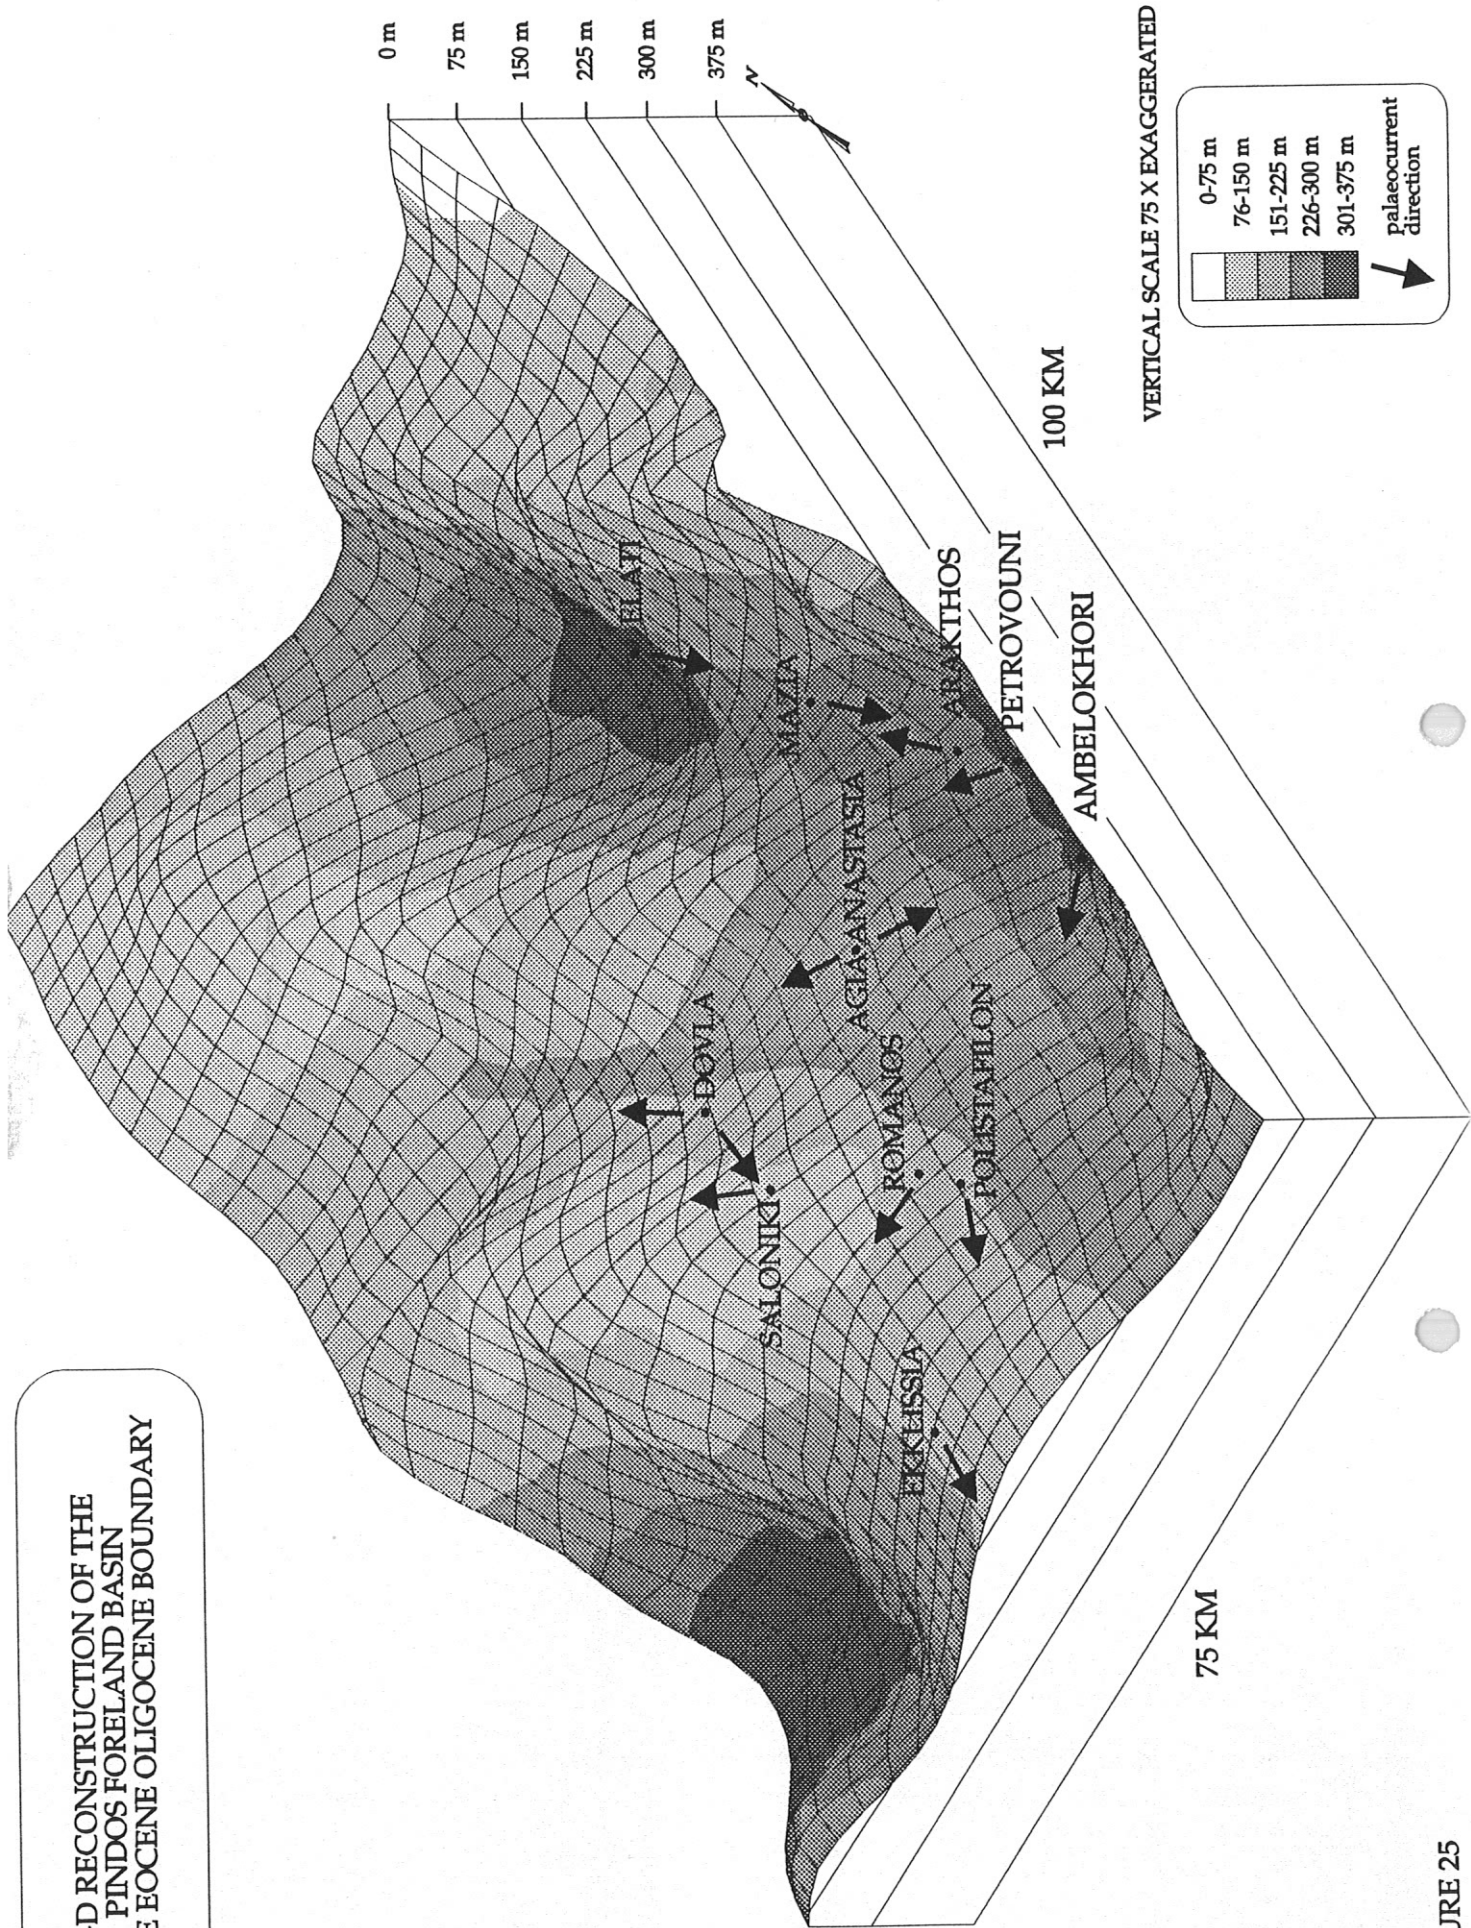 D RECONSTRUCTION OF THE
PINDOS FORELAND BASIN
EOCENE OLIGOCENE BOUNDARY
0 m
75 m
150 m
225 m
300 m
375 m
N
ELATI
MAZIA
ARAKTHOS
PETROVOUNI
AMBELOKHORI
AGIA ANASTASIA
DOVLA
SALONIKI
ROMANOS
POLISTAFILON
EKKLISSIA
100 KM
75 KM
VERTICAL SCALE 75 X EXAGGERATED
0-75 m
76-150 m
151-225 m
226-300 m
301-375 m
palaeocurrent
direction
URE 25